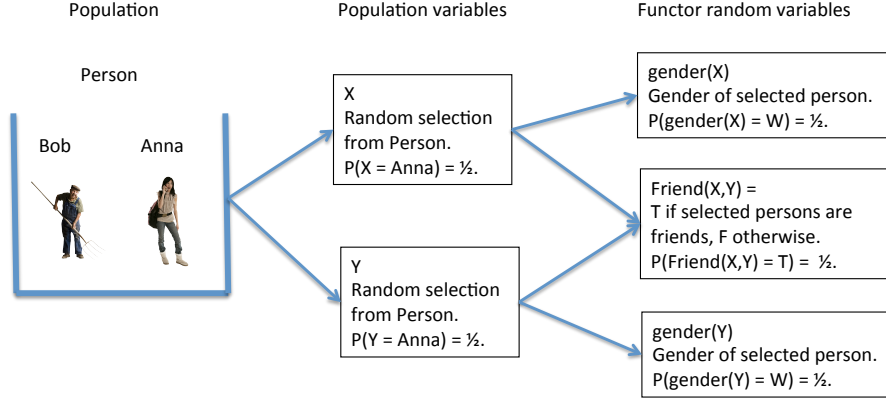 Population
Population variables
Functor random variables
Person
Bob
Anna
X
Random selection
from Person.
P(X = Anna) = ½.
Y
Random selection
from Person.
P(Y = Anna) = ½.
gender(X)
Gender of selected person.
P(gender(X) = W) = ½.
Friend(X,Y) =
T if selected persons are
friends, F otherwise.
P(Friend(X,Y) = T) =  ½.
gender(Y)
Gender of selected person.
P(gender(Y) = W) = ½.